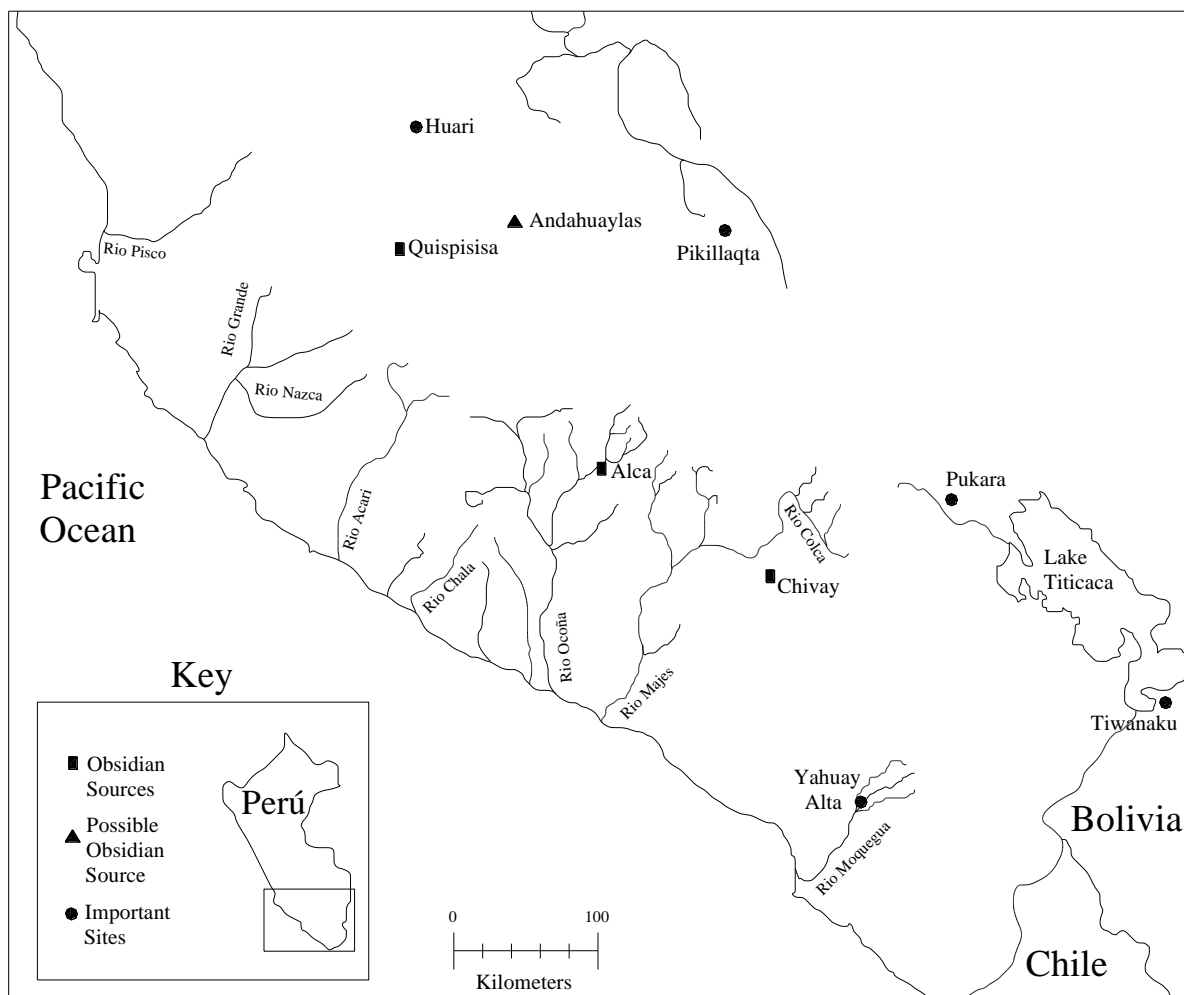 Huari
Andahuaylas
Quispisisa
Pikillaqta
Rio Pisco
Rio Grande
Rio Nazca
Pacific
Ocean
Rio Acari
Alca
Rio Colca
Pukara
Lake
Titicaca
Chivay
Rio Chala
Rio Ocoña
Rio Majes
Tiwanaku
Yahuay
Alta
Rio Moquegua
Bolivia
Chile
Key
Obsidian
Sources
Possible
Obsidian
Source
Important
Sites
Perú
0 100
Kilometers